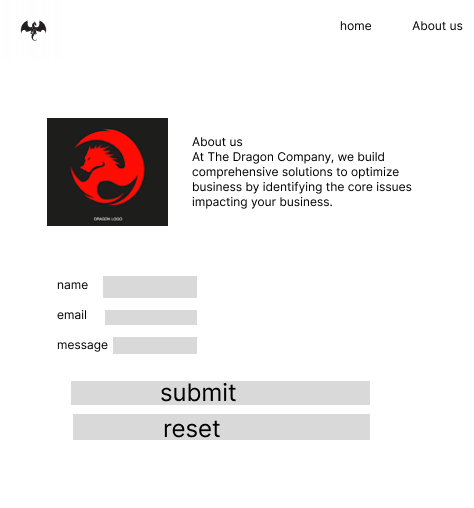 home About us
About us
At The Dragon Company, we build
comprehensive solutions to optimize
business by identifying the core issues
impacting your business.
DRAGON LOGO
name
email
message
submit
reset